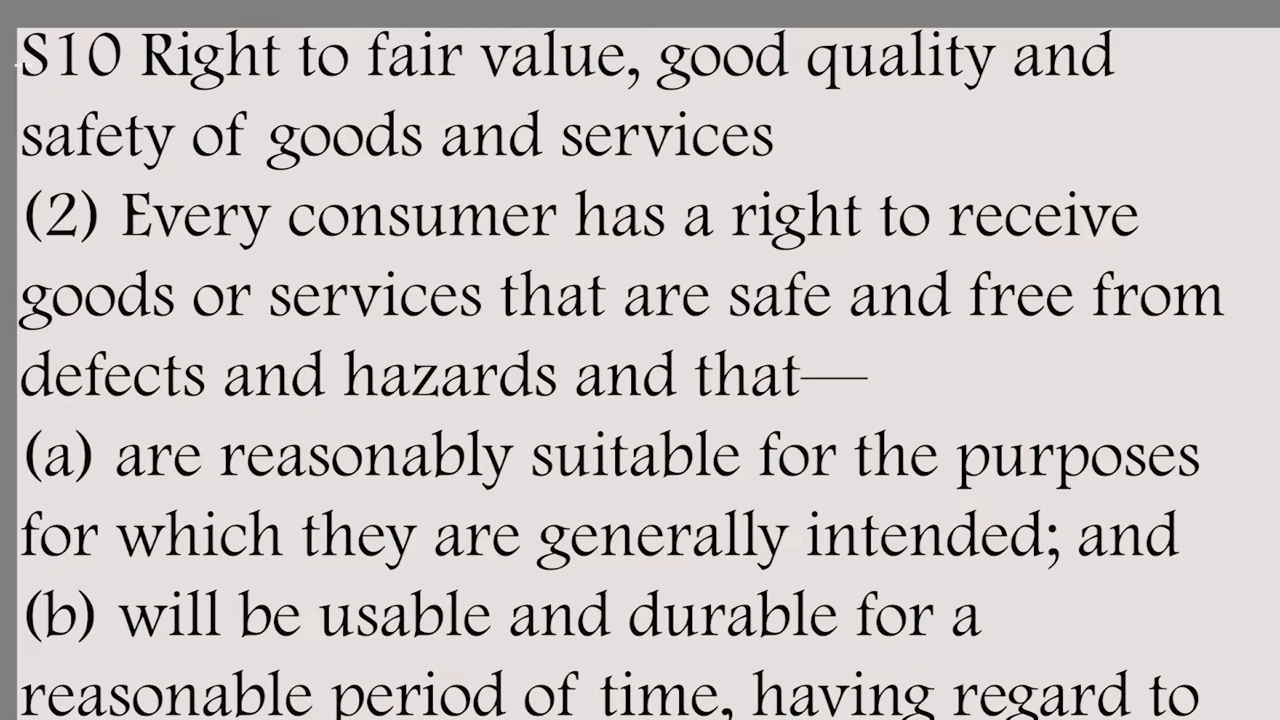 S10 Right to fair value, good quality and
safety of goods and services
(2) Every consumer has a right to receive
goods or services that are safe and free from
defects and hazards and that—
(a) are reasonably suitable for the purposes
for which they are generally intended; and
(b) will be usable and durable for a
reasonable period of time, having regard to